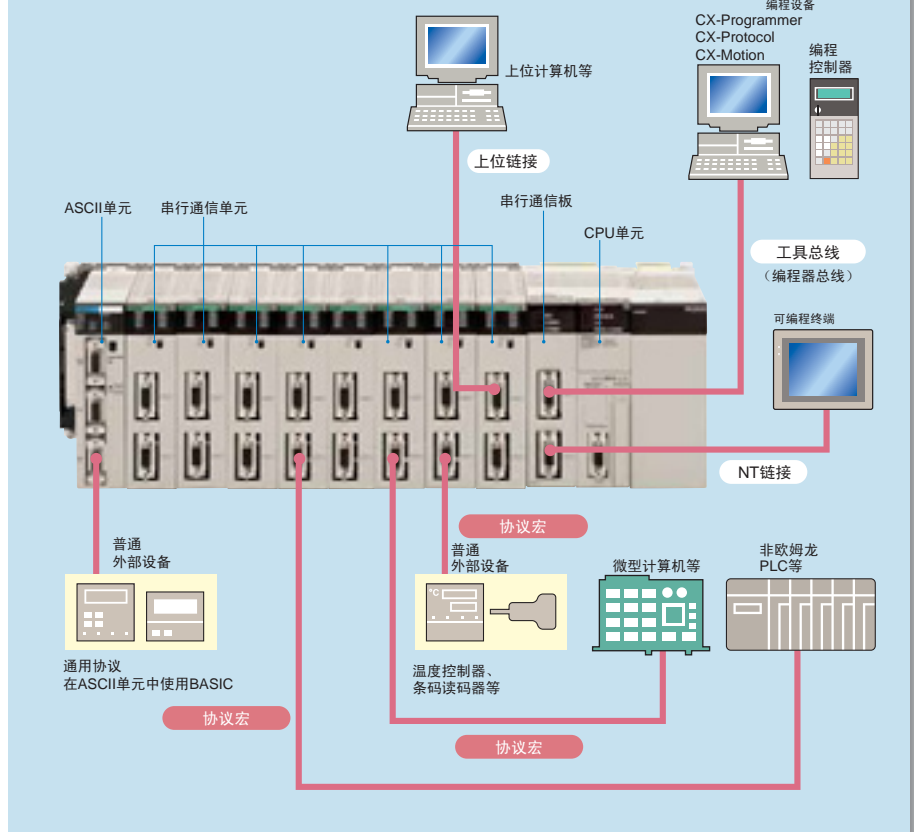 编程设备
CX-Programmer
CX-Protocol
CX-Motion
编程
控制器
上位计算机等
上位链接
ASCII单元
串行通信单元
串行通信板
CPU单元
工具总线
(编程器总线)
可编程终端
NT链接
协议宏
普通
外部设备
普通
外部设备
微型计算机等
非欧姆龙
PLC等
°C
通用协议
在ASCII单元中使用BASIC
温度控制器、
条码读码器等
协议宏
协议宏